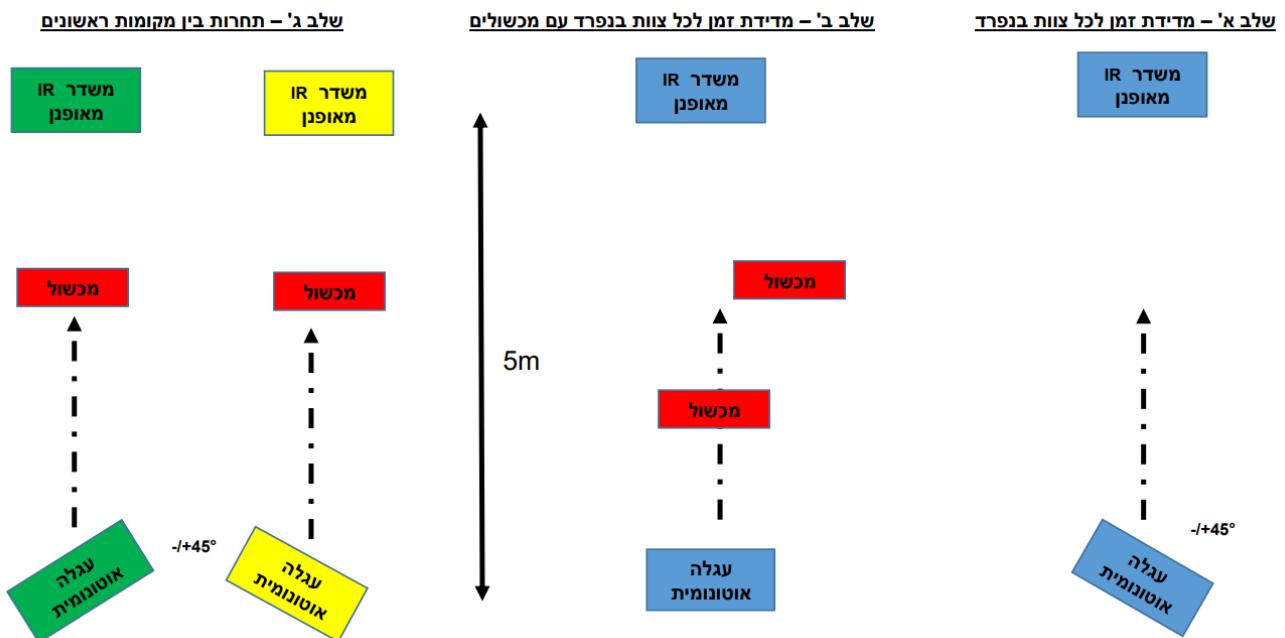 שלב א' – מדידת זמן לכל צוות בנפרד
משדר IR
מאופנן
-/+45°
עגלה
אוטונומית
שלב ב' – מדידת זמן לכל צוות בנפרד עם מכשולים
משדר IR
מאופנן
מכשול
מכשול
5m
עגלה
אוטונומית
שלב ג' – תחרות בין מקומות ראשונים
משדר IR
מאופנן
משדר IR
מאופנן
מכשול
מכשול
-/+45°
עגלה
אוטונומית
עגלה
אוטונומית